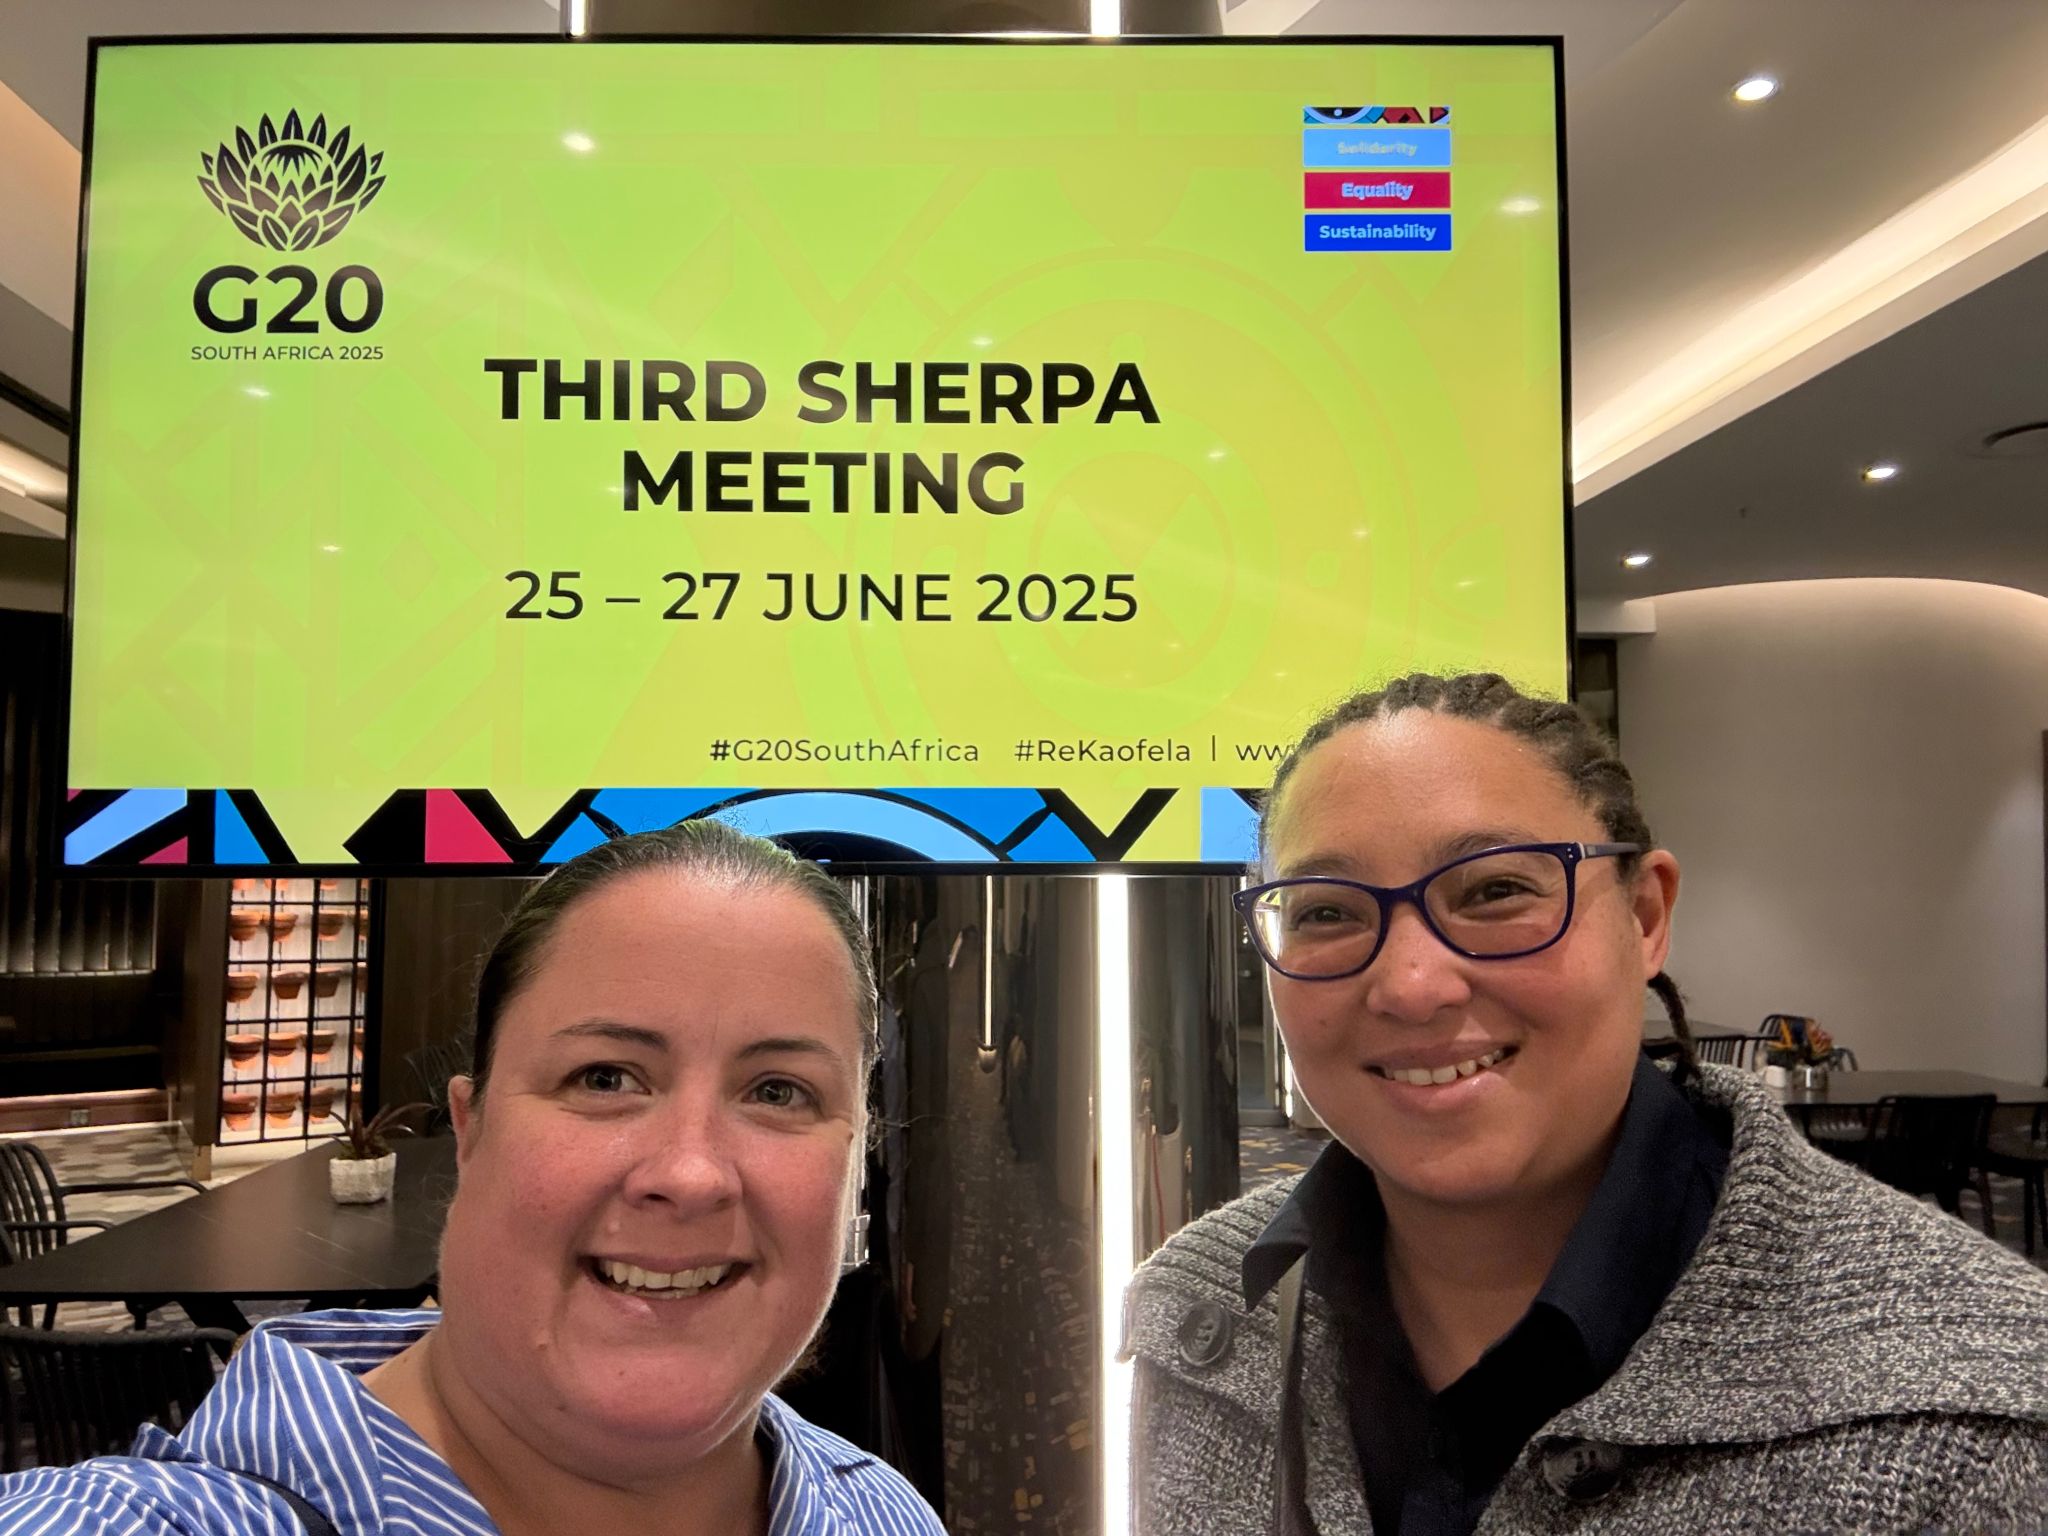 G20
SOUTH AFRICA 2025
Solidarity
Equality
Sustainability
THIRD SHERPA
MEETING
25 – 27 JUNE 2025
#G20SouthAfrica #ReKaofela |